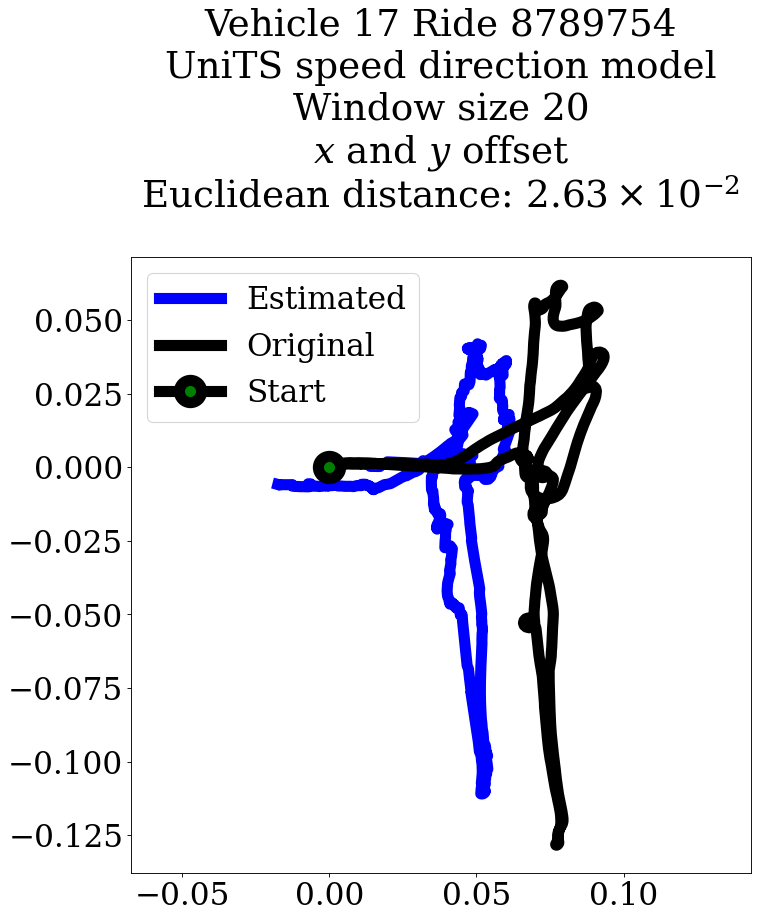 Vehicle 17 Ride 8789754
UniTS speed direction model
Window size 20
x and y offset
Euclidean distance: 2.63 × 10⁻²
Estimated
Original
Start
0.050
0.025
0.000
−0.025
−0.050
−0.075
−0.100
−0.125
−0.05 0.00 0.05 0.10